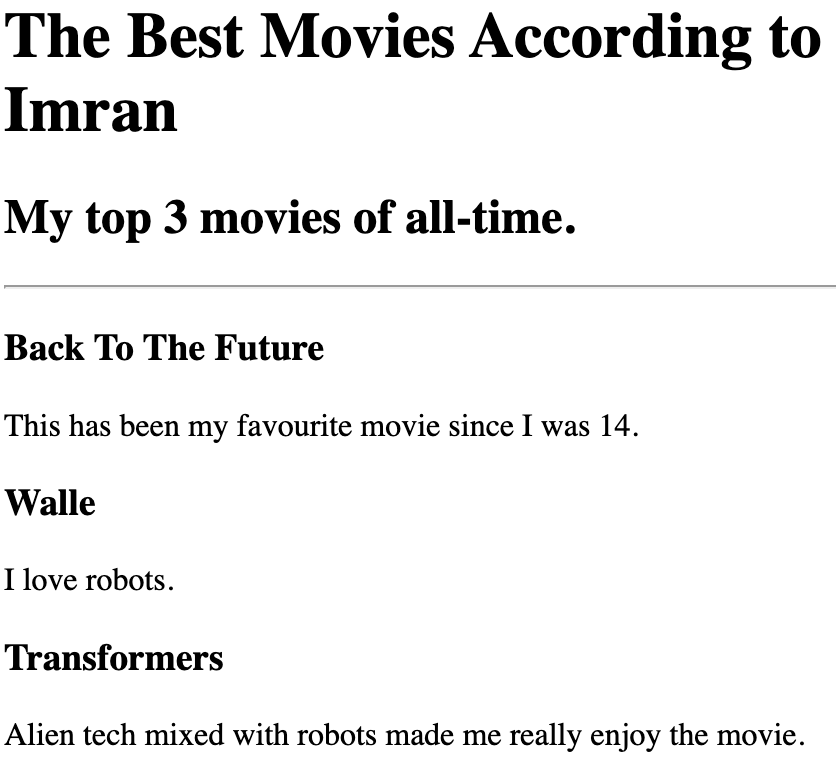 The Best Movies According to
Imran
My top 3 movies of all-time.
Back To The Future
This has been my favourite movie since I was 14.
Walle
I love robots.
Transformers
Alien tech mixed with robots made me really enjoy the movie.